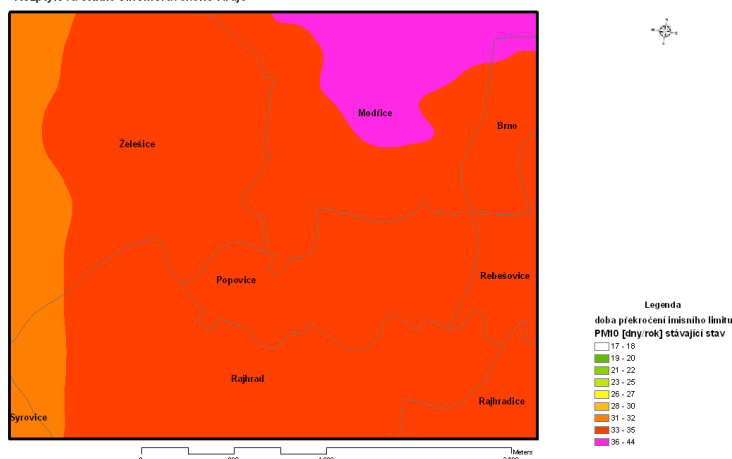 Modřice
Brno
Želešice
Popovice
Rebešovice
Rajhrad
Rajhradice
Syrovice
Legenda
doba překročení imisního limitu
PM10 [dny/rok] stávající stav
17 - 18
19 - 20
21 - 22
23 - 25
26 - 27
28 - 30
31 - 32
33 - 35
36 - 44
Meters